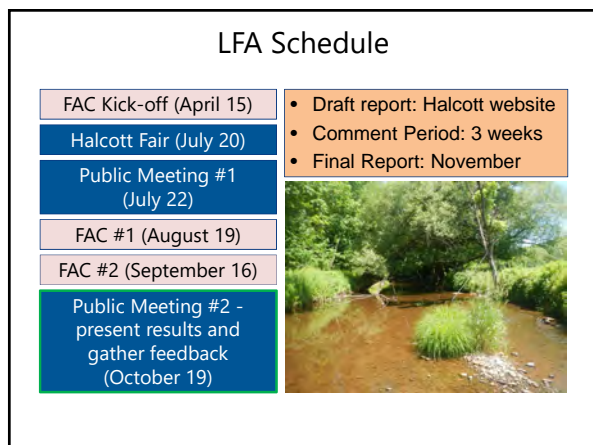 LFA Schedule
FAC Kick-off (April 15)
Halcott Fair (July 20)
Public Meeting #1
(July 22)
FAC #1 (August 19)
FAC #2 (September 16)
Public Meeting #2 -
present results and
gather feedback
(October 19)
• Draft report: Halcott website
• Comment Period: 3 weeks
• Final Report: November